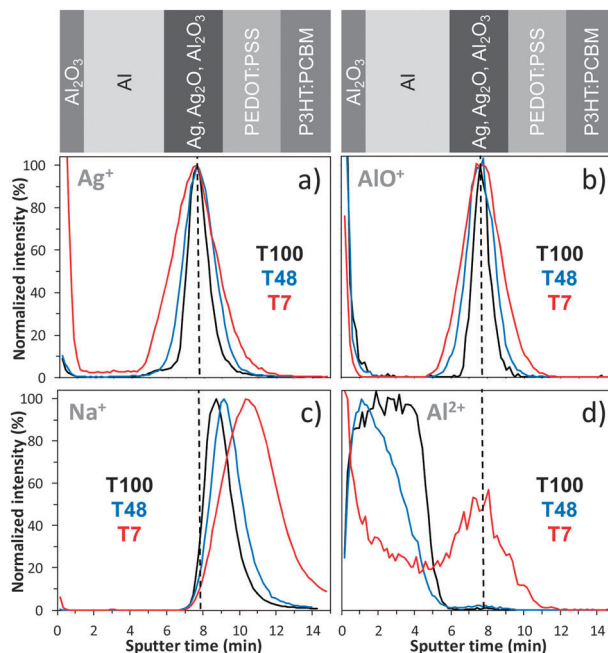 Al₂O₃
Al
Ag, Ag₂O, Al₂O₃
PEDOT:PSS
P3HT:PCBM
Al₂O₃
Al
Ag, Ag₂O, Al₂O₃
PEDOT:PSS
P3HT:PCBM
Normalized intensity (%)
100
80
60
40
20
0
Ag⁺
a)
T100
T48
T7
AlO⁺
b)
T100
T48
T7
Normalized intensity (%)
100
80
60
40
20
0
Na⁺
c)
T100
T48
T7
0 2 4 6 8 10 12 14
Sputter time (min)
Al²⁺
d)
T100
T48
T7
0 2 4 6 8 10 12 14
Sputter time (min)